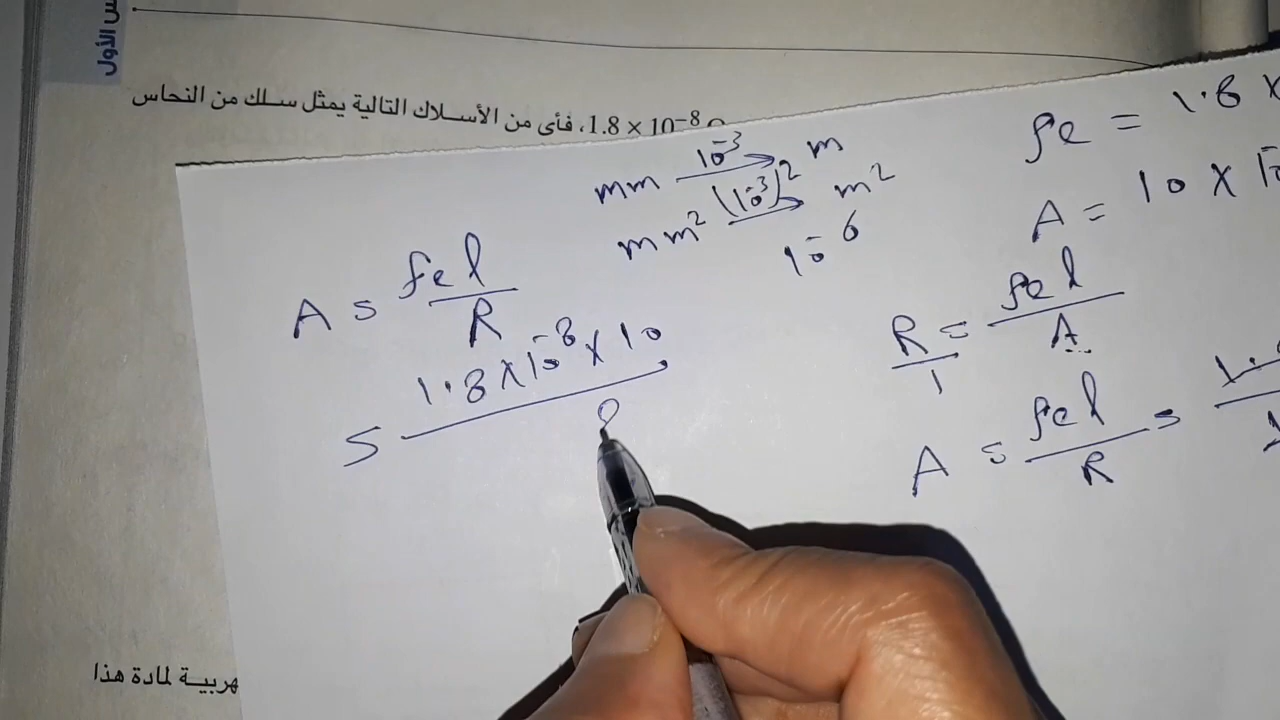 س الأول
1.8 × 10⁻⁸ Ω، فأى من الأسلاك التالية يمثل سلك من النحاس
mm 10⁻³ m
mm² (10⁻³)² m²
10⁻⁶
A = ρe l / R
= 1.8 × 10⁻⁸ × 10 /
ρe = 1.8 ×
A = 10 ×
R / 1 = ρe l / A
A = ρe l / R =
هربية لمادة هذا